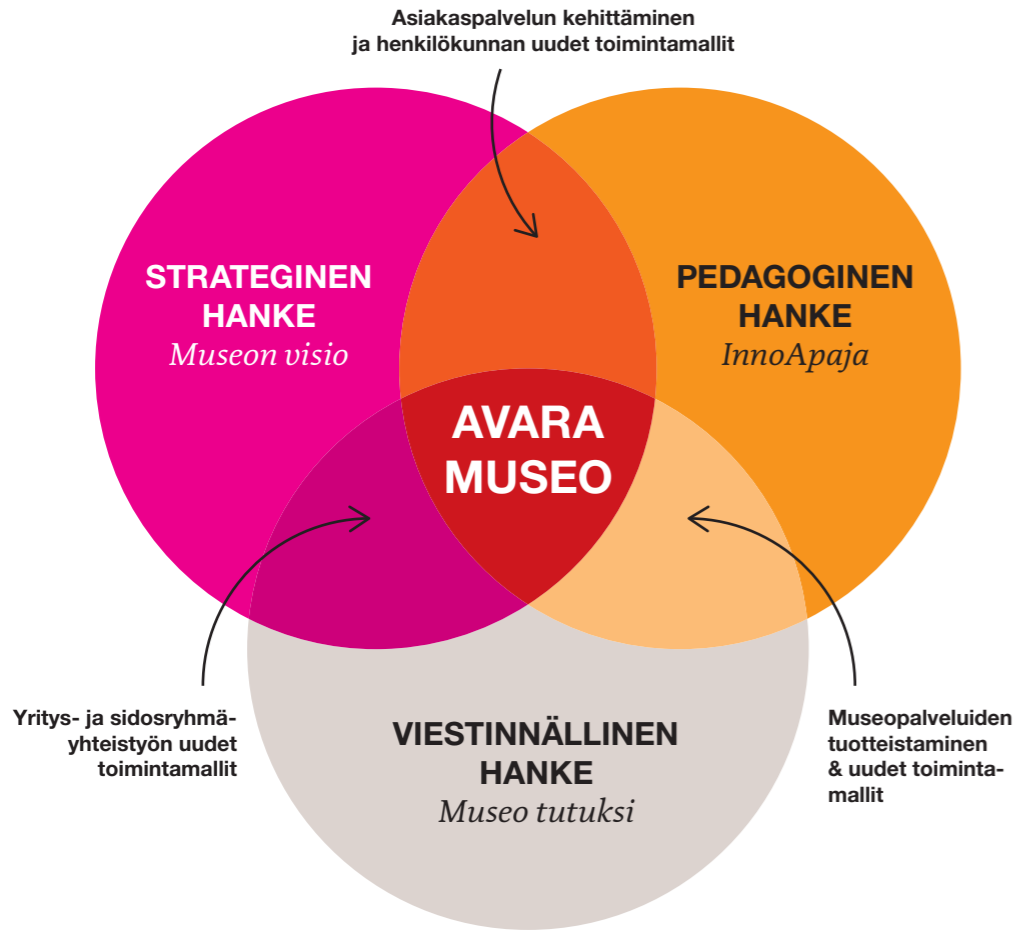 Asiakaspalvelun kehittäminen
ja henkilökunnan uudet toimintamallit
STRATEGINEN
HANKE
Museon visio
PEDAGOGINEN
HANKE
InnoApaja
AVARA
MUSEO
Yritys- ja sidosryhmä-
yhteistyön uudet
toimintamallit
VIESTINNÄLLINEN
HANKE
Museo tutuksi
Museopalveluiden
tuotteistaminen
& uudet toiminta-
mallit